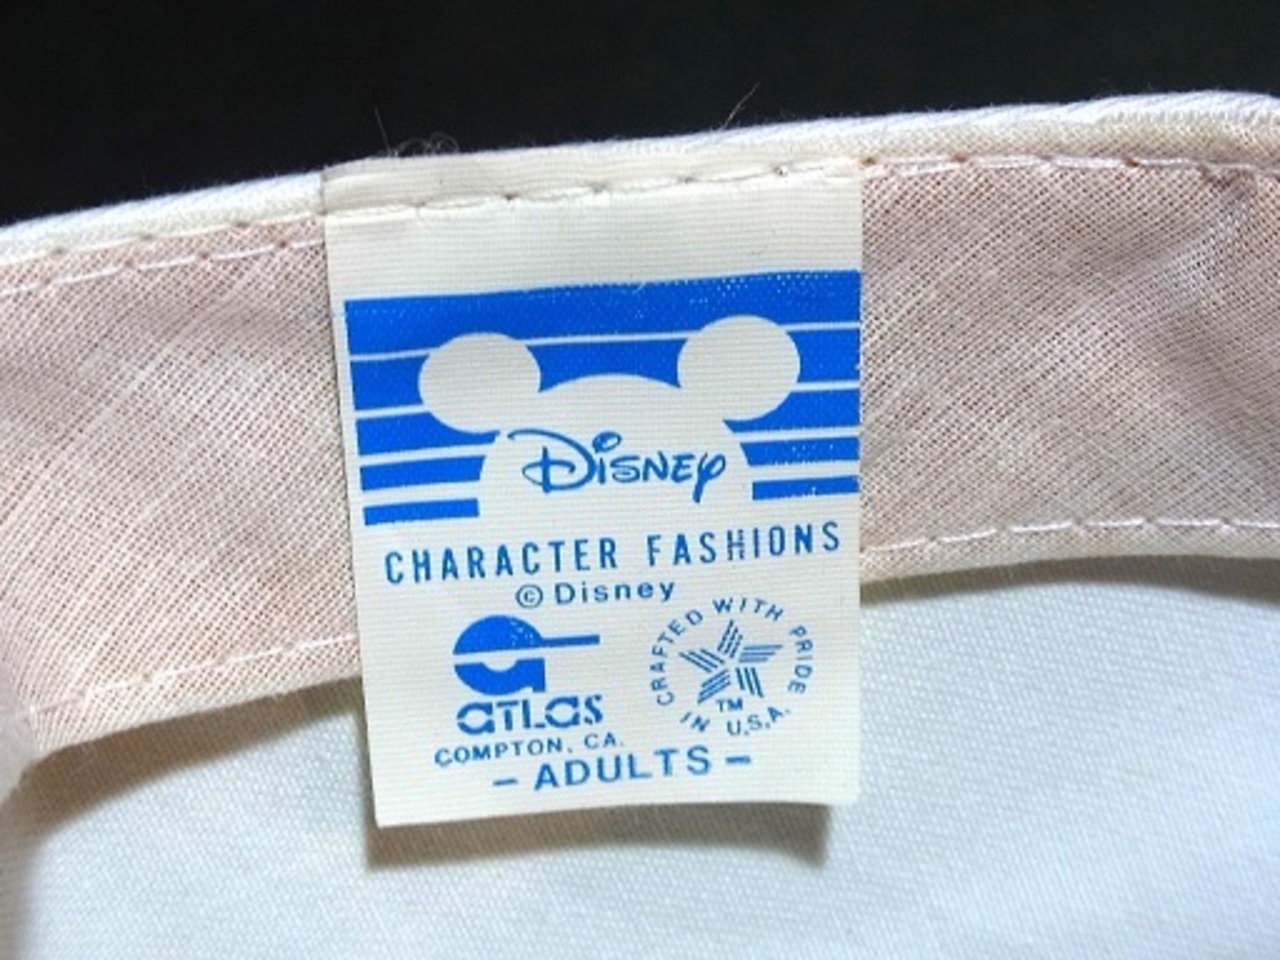 Disney
CHARACTER FASHIONS
© Disney
ATLAS
COMPTON, CA.
CRAFTED WITH PRIDE
IN U.S.A.
TM
- ADULTS -